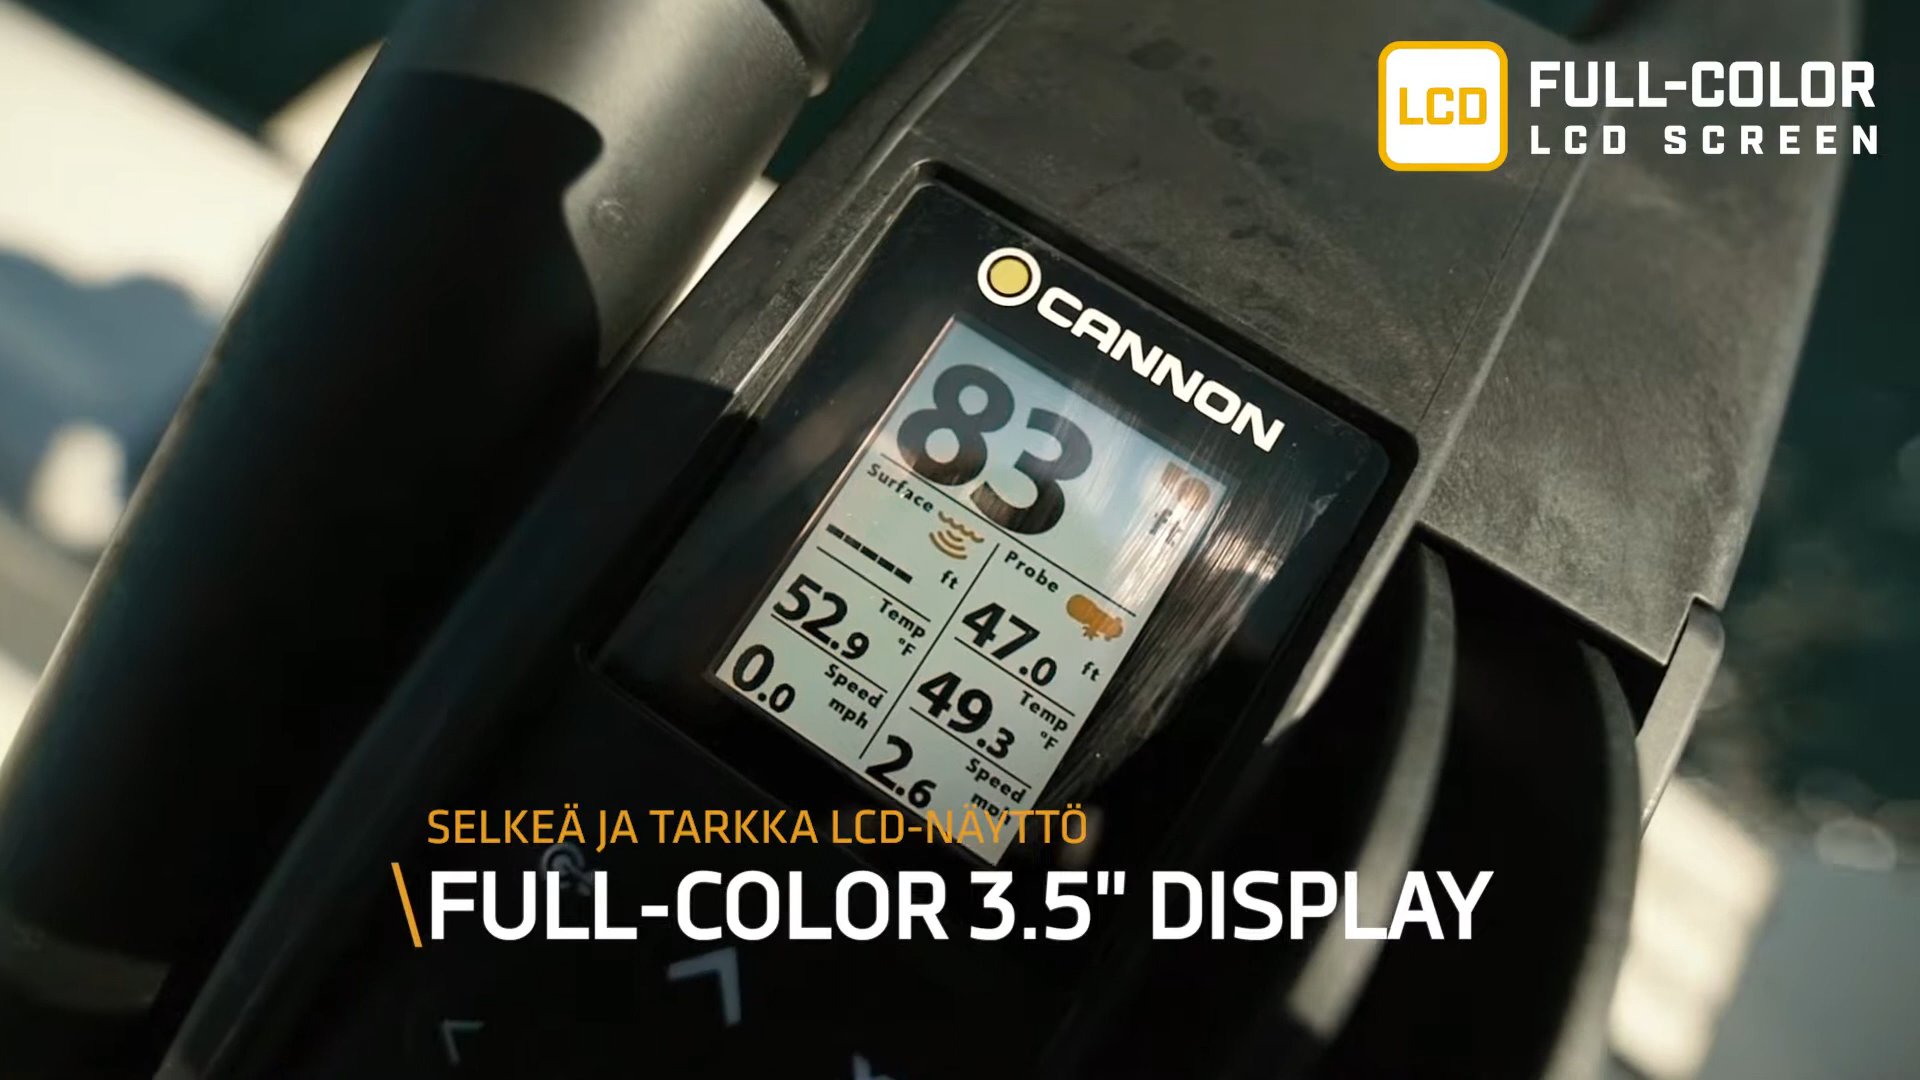 LCD
FULL-COLOR
LCD SCREEN
CANNON
83
ft
Surface
Probe
---- ft
47.0 ft
Temp
52.9 °F
Temp
49.3 °F
Speed
0.0 mph
Speed
2.6 mph
SELKEÄ JA TARKKA LCD-NÄYTTÖ
FULL-COLOR 3.5" DISPLAY